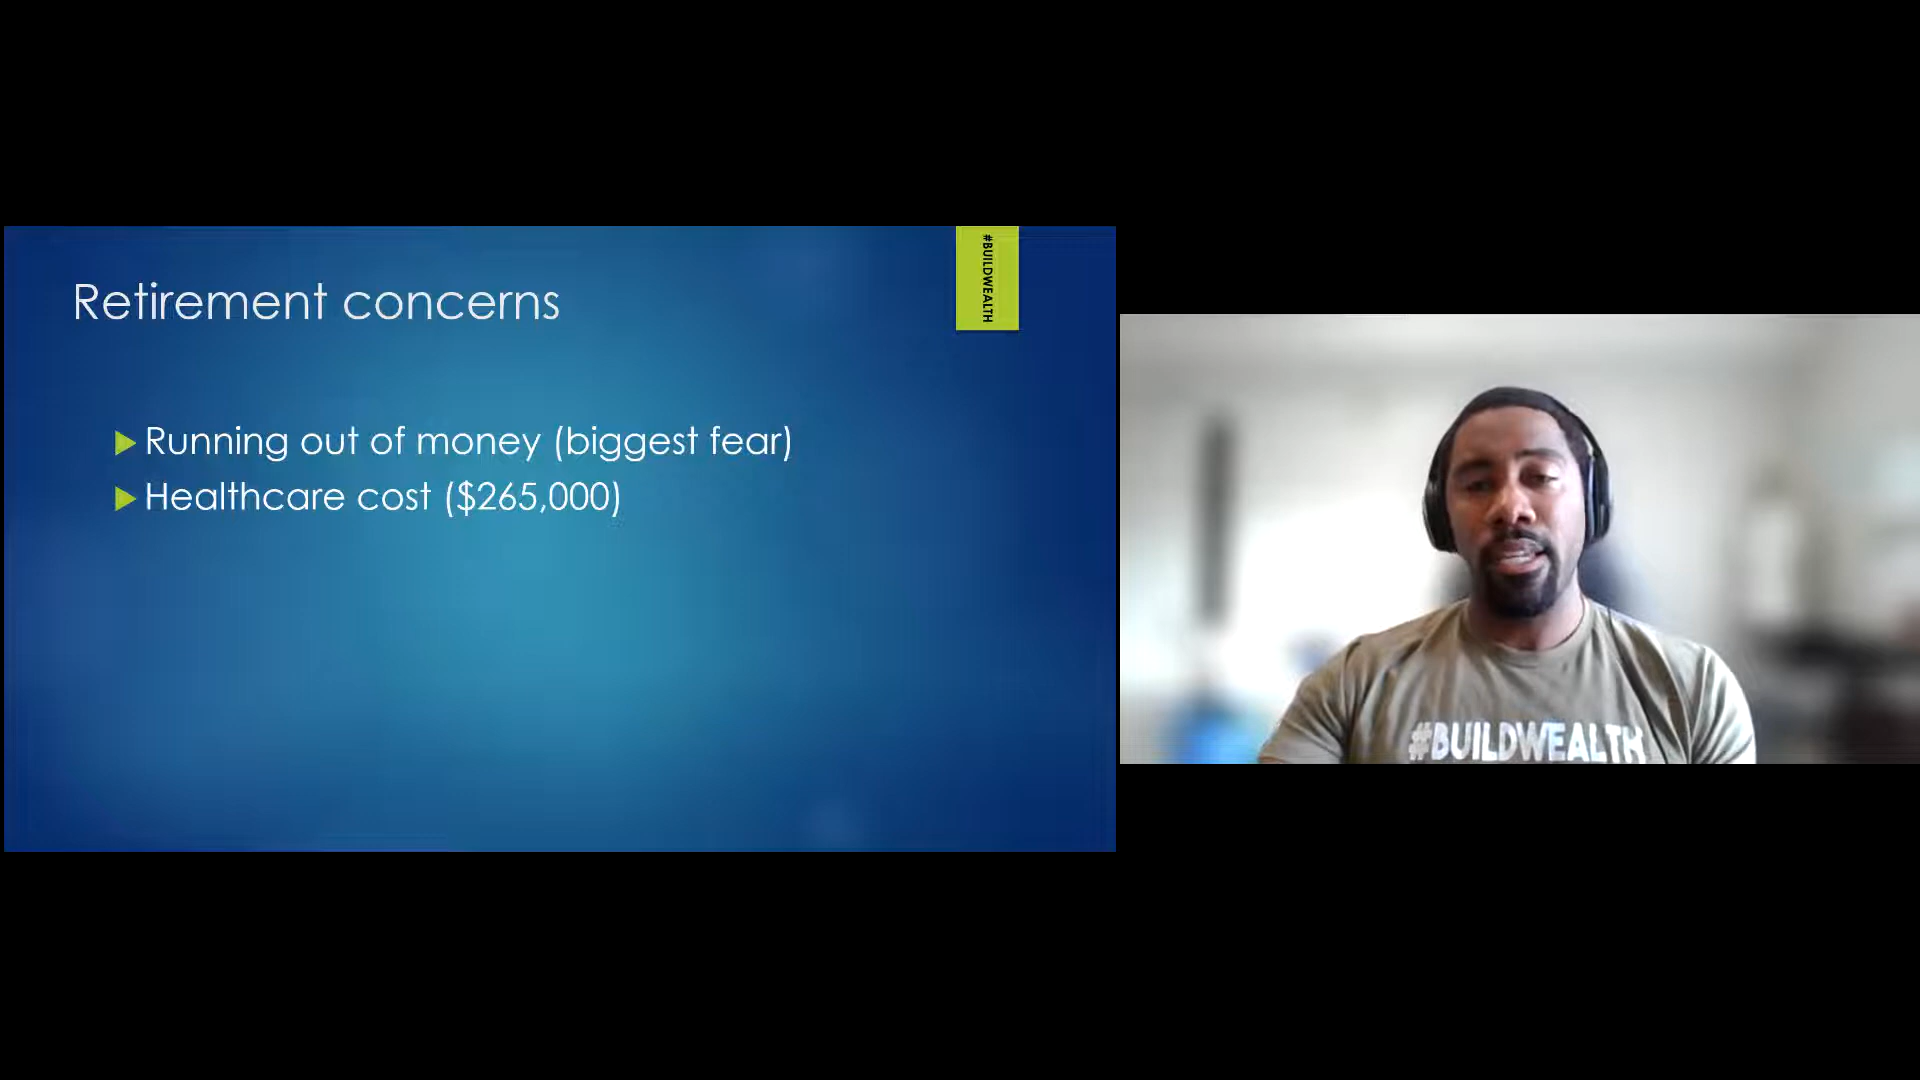 Retirement concerns
#BUILDWEALTH
Running out of money (biggest fear)
Healthcare cost ($265,000)
#BUILDWEALTH